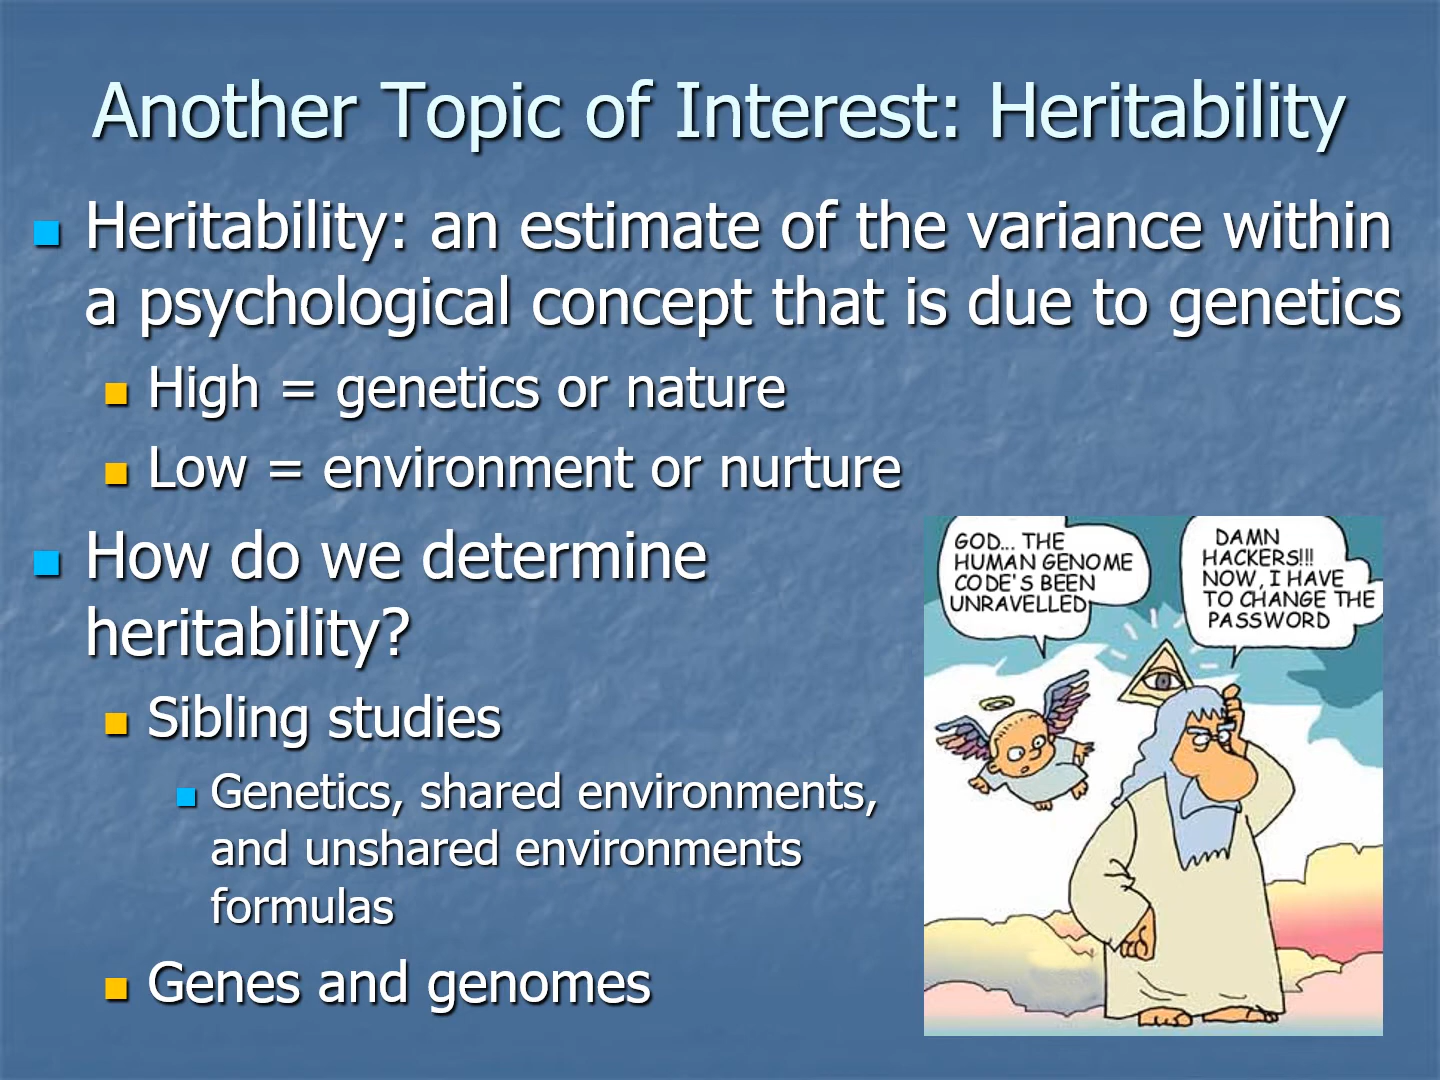 Another Topic of Interest: Heritability
Heritability: an estimate of the variance within
a psychological concept that is due to genetics
High = genetics or nature
Low = environment or nurture
How do we determine
heritability?
Sibling studies
Genetics, shared environments,
and unshared environments
formulas
Genes and genomes
GOD... THE
HUMAN GENOME
CODE'S BEEN
UNRAVELLED
DAMN
HACKERS!!!
NOW, I HAVE
TO CHANGE THE
PASSWORD